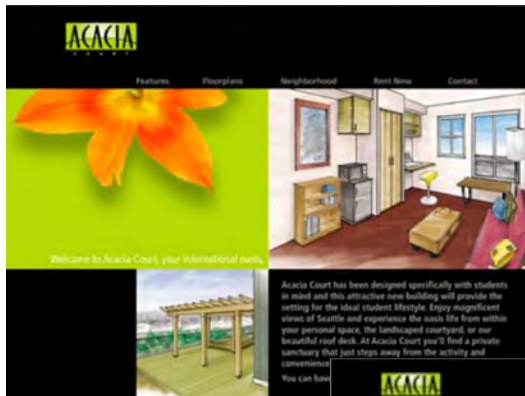 ACACIA
court
Features Floorplans Neighborhood Rent Now Contact
Welcome to Acacia Court, your international oasis,
Acacia Court has been designed specifically with students
in mind and this attractive new building will provide the
setting for the ideal student lifestyle. Enjoy magnificent
views of Seattle and experience the oasis life from within
your personal space, the landscaped courtyard, or our
beautiful roof desk. At Acacia Court you'll find a private
sanctuary that just steps away from the activity and
convenience
You can have
ACACIA